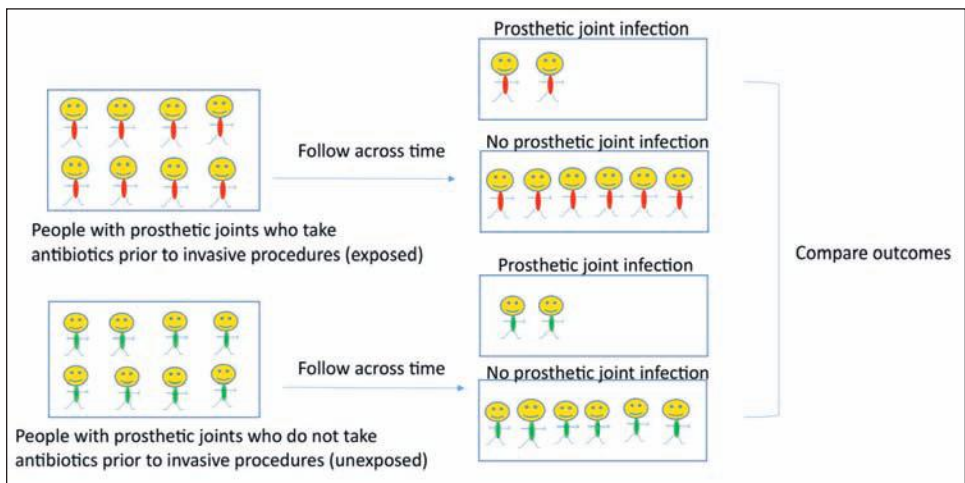 Prosthetic joint infection
Follow across time
No prosthetic joint infection
People with prosthetic joints who take
antibiotics prior to invasive procedures (exposed)
Prosthetic joint infection
Follow across time
No prosthetic joint infection
People with prosthetic joints who do not take
antibiotics prior to invasive procedures (unexposed)
Compare outcomes